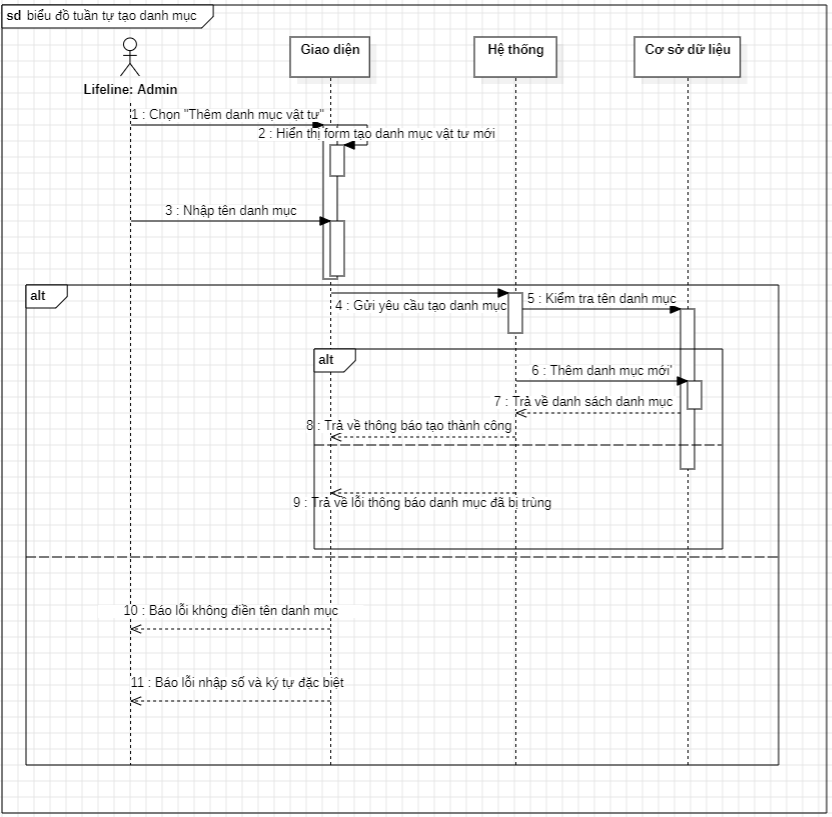 sd biểu đồ tuần tự tạo danh mục
Giao diện
Hệ thống
Cơ sở dữ liệu
Lifeline: Admin
1 : Chọn "Thêm danh mục vật tư"
2 : Hiển thị form tạo danh mục vật tư mới
3 : Nhập tên danh mục
alt
4 : Gửi yêu cầu tạo danh mục
5 : Kiểm tra tên danh mục
alt
6 : Thêm danh mục mới'
7 : Trả về danh sách danh mục
8 : Trả về thông báo tạo thành công
9 : Trả về lỗi thông báo danh mục đã bị trùng
10 : Báo lỗi không điền tên danh mục
11 : Báo lỗi nhập số và ký tự đặc biệt